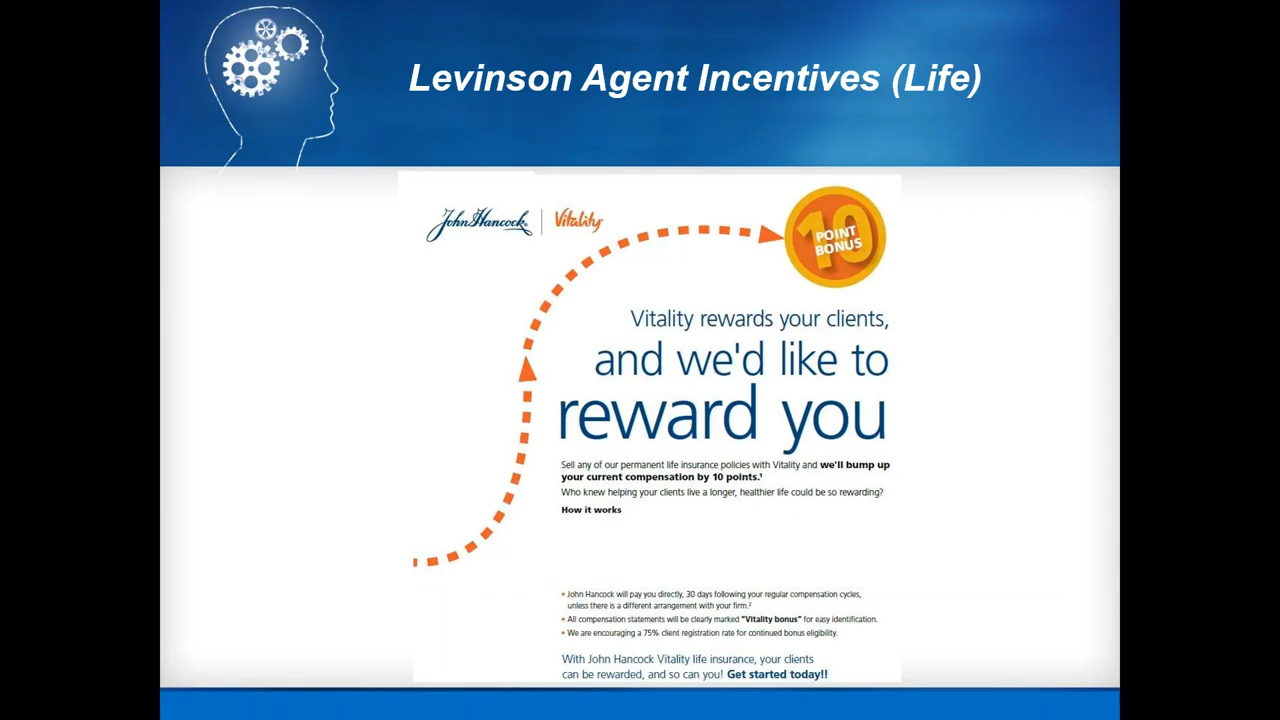 Levinson Agent Incentives (Life)
John Hancock® | Vitality
10
POINT
BONUS
Vitality rewards your clients,
and we'd like to
reward you
Sell any of our permanent life insurance policies with Vitality and we'll bump up
your current compensation by 10 points.¹
Who knew helping your clients live a longer, healthier life could be so rewarding?
How it works
• John Hancock will pay you directly, 30 days following your regular compensation cycles,
unless there is a different arrangement with your firm.²
• All compensation statements will be clearly marked "Vitality bonus" for easy identification.
• We are encouraging a 75% client registration rate for continued bonus eligibility.
With John Hancock Vitality life insurance, your clients
can be rewarded, and so can you! Get started today!!